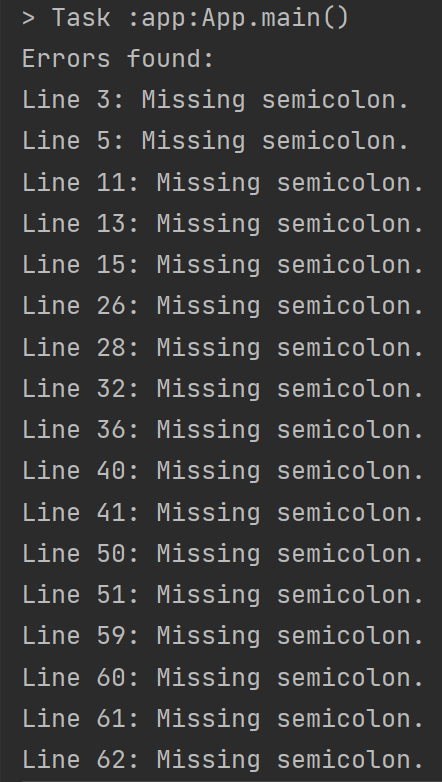 > Task :app:App.main()
Errors found:
Line 3: Missing semicolon.
Line 5: Missing semicolon.
Line 11: Missing semicolon.
Line 13: Missing semicolon.
Line 15: Missing semicolon.
Line 26: Missing semicolon.
Line 28: Missing semicolon.
Line 32: Missing semicolon.
Line 36: Missing semicolon.
Line 40: Missing semicolon.
Line 41: Missing semicolon.
Line 50: Missing semicolon.
Line 51: Missing semicolon.
Line 59: Missing semicolon.
Line 60: Missing semicolon.
Line 61: Missing semicolon.
Line 62: Missing semicolon.